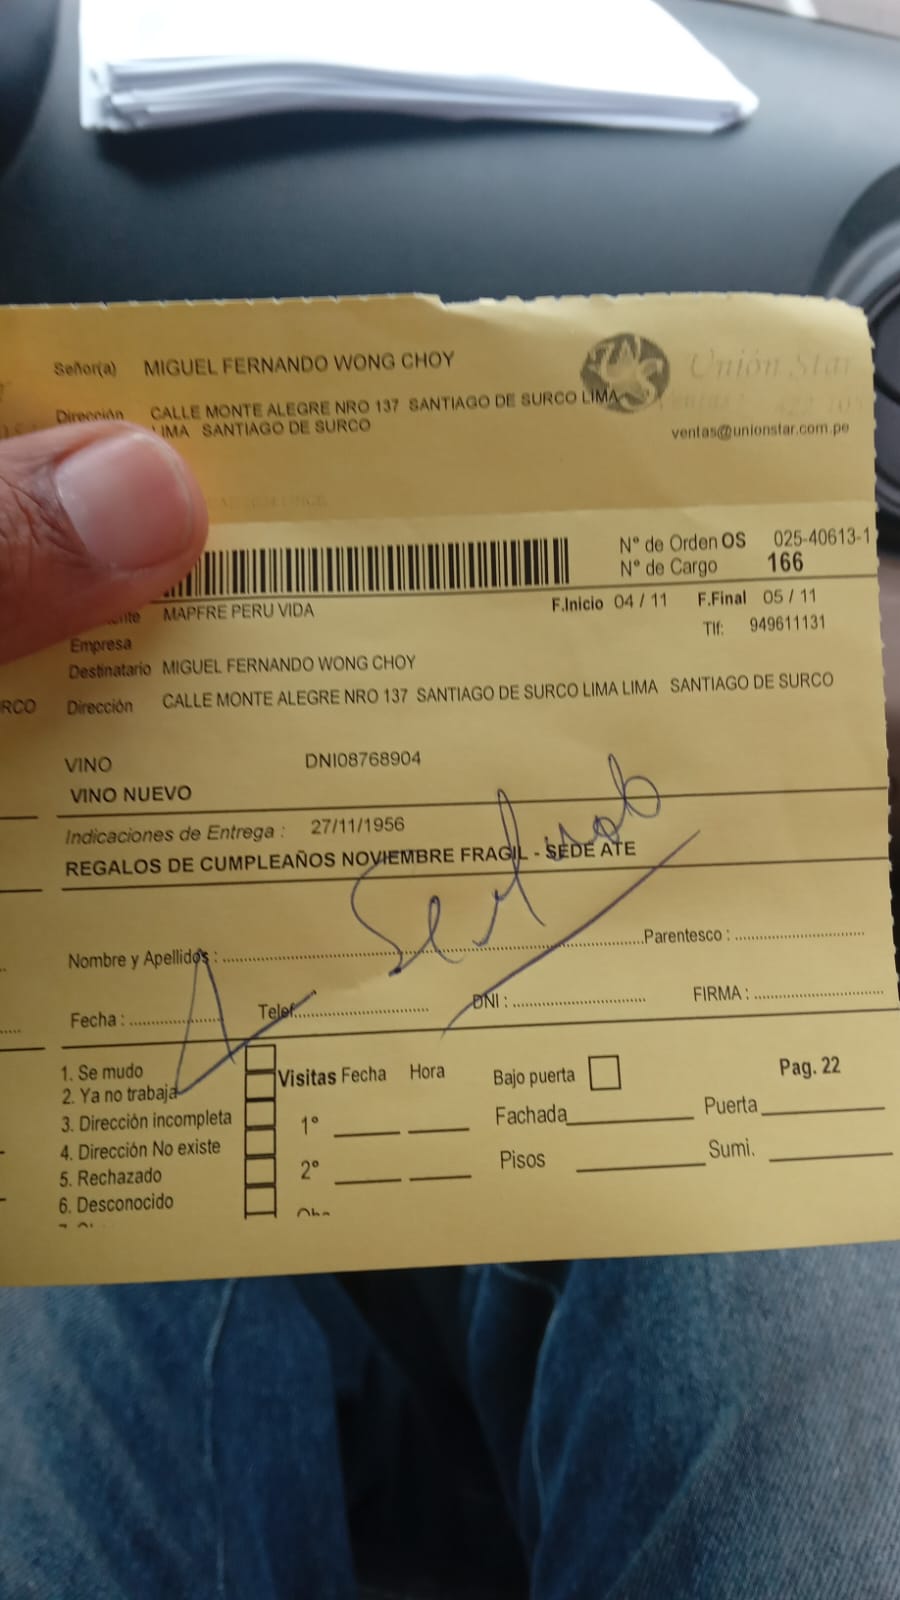 Señor(a) MIGUEL FERNANDO WONG CHOY
Unión Star
Dirección CALLE MONTE ALEGRE NRO 137 SANTIAGO DE SURCO LIMA
LIMA SANTIAGO DE SURCO
ventas@unionstar.com.pe
N° de Orden OS 025-40613-1
N° de Cargo 166
MAPFRE PERU VIDA
F.Inicio 04 / 11 F.Final 05 / 11
Empresa
Tlf: 949611131
Destinatario MIGUEL FERNANDO WONG CHOY
Dirección CALLE MONTE ALEGRE NRO 137 SANTIAGO DE SURCO LIMA LIMA SANTIAGO DE SURCO
VINO DNI08768904
VINO NUEVO
Indicaciones de Entrega : 27/11/1956
REGALOS DE CUMPLEAÑOS NOVIEMBRE FRAGIL - SEDE ATE
Nombre y Apellidos : Parentesco :
Fecha : Telef. DNI : FIRMA :
1. Se mudo
2. Ya no trabaja
3. Dirección incompleta
4. Dirección No existe
5. Rechazado
6. Desconocido
Visitas Fecha Hora
1°
2°
Bajo puerta
Fachada
Pisos
Pag. 22
Puerta
Sumi.